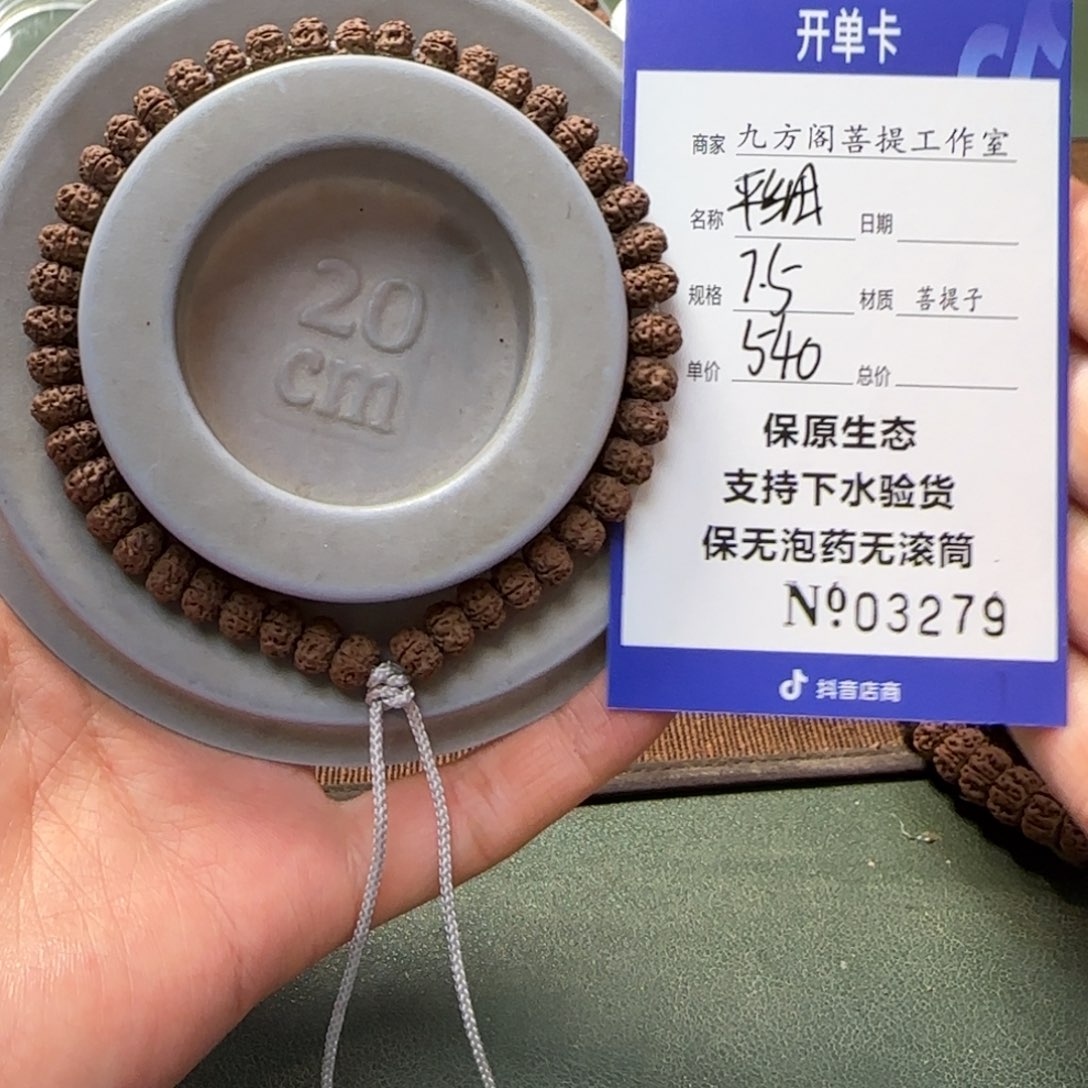 20
cm
开单卡
商家 九方阁菩提工作室
名称 日期
规格 7.5 材质 菩提子
单价 540 总价
保原生态
支持下水验货
保无泡药无滚筒
Nº03279
抖音店商